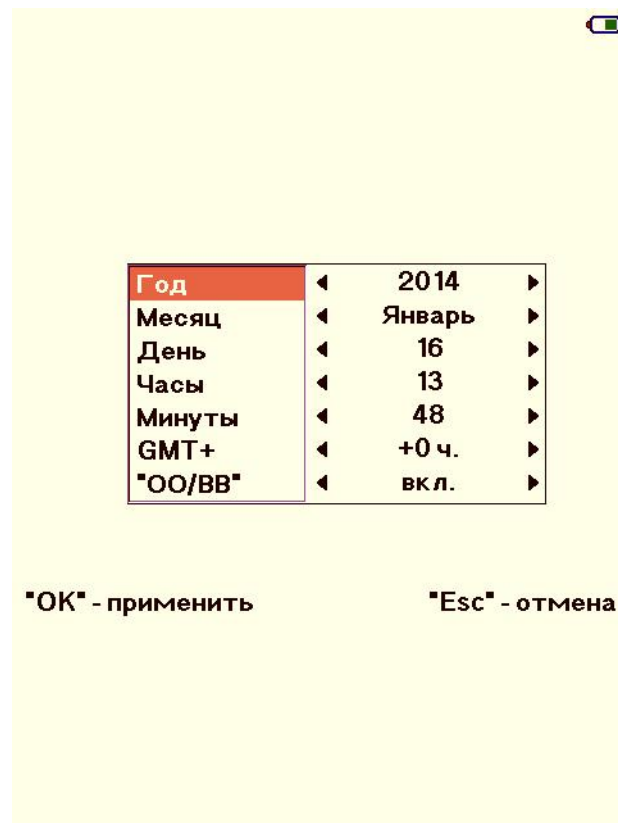 Год 2014
Месяц Январь
День 16
Часы 13
Минуты 48
GMT+ +0 ч.
"ОО/ВВ" вкл.
"OK" - применить "Esc" - отмена